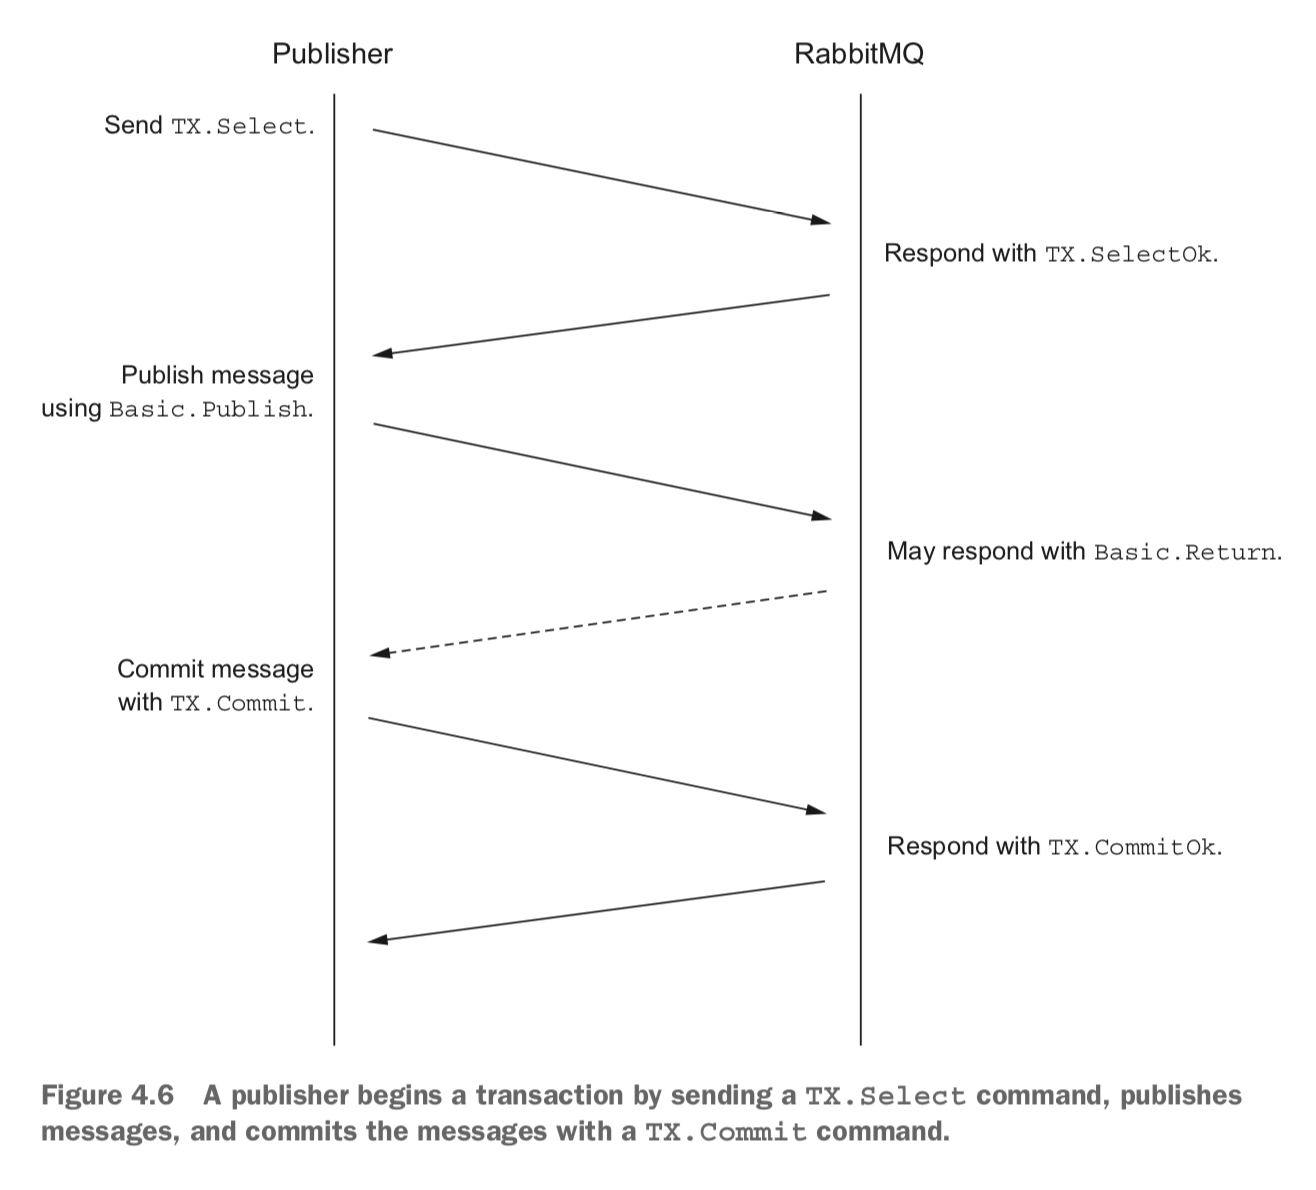 Publisher
RabbitMQ
Send TX.Select.
Respond with TX.SelectOk.
Publish message
using Basic.Publish.
May respond with Basic.Return.
Commit message
with TX.Commit.
Respond with TX.CommitOk.
Figure 4.6 A publisher begins a transaction by sending a TX.Select command, publishes
messages, and commits the messages with a TX.Commit command.